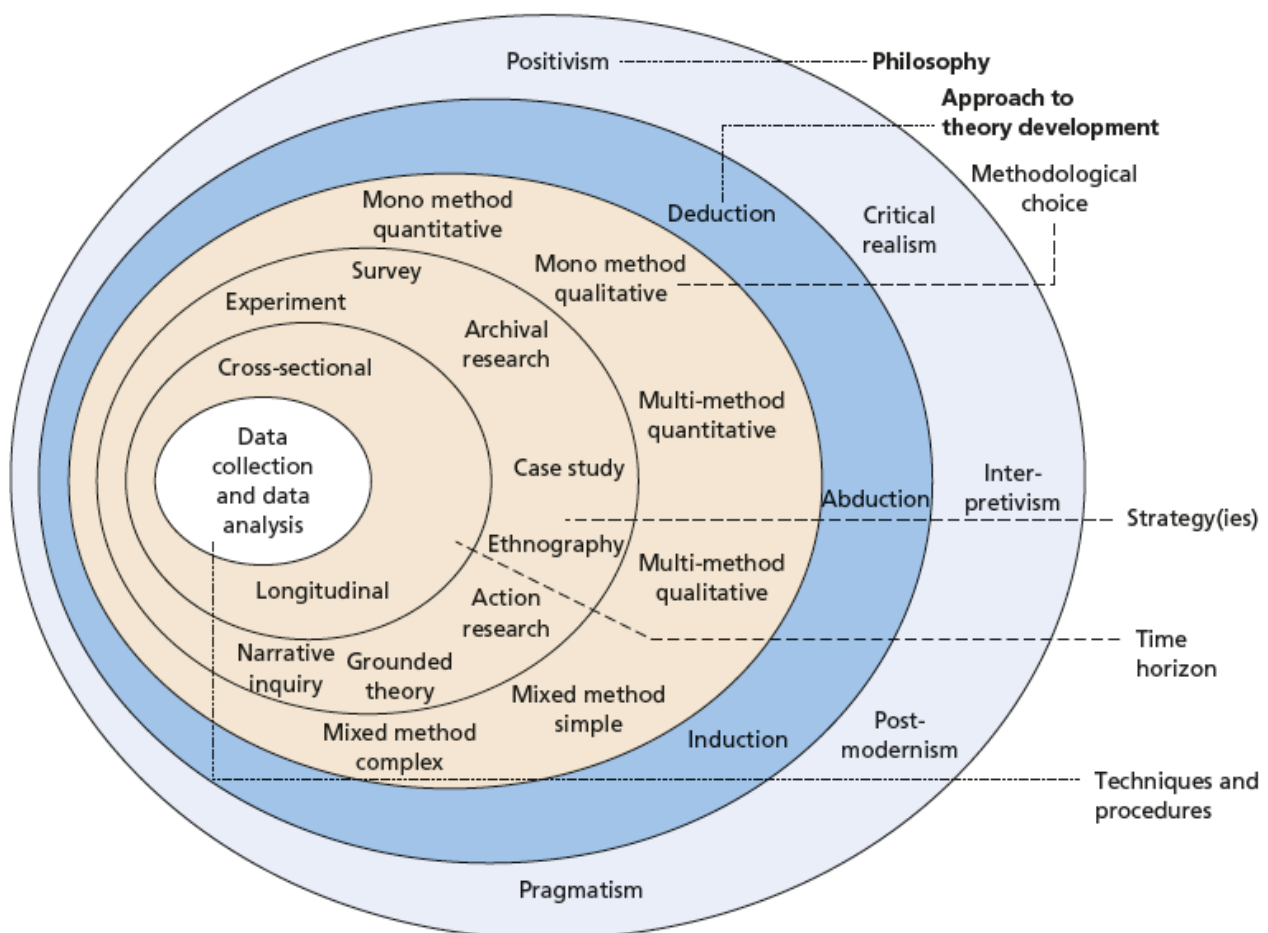 Positivism
Philosophy
Approach to
theory development
Methodological
choice
Mono method
quantitative
Deduction
Critical
realism
Mono method
qualitative
Survey
Experiment
Archival
research
Cross-sectional
Multi-method
quantitative
Data
collection
and data
analysis
Case study
Inter-
pretivism
Abduction
Strategy(ies)
Ethnography
Multi-method
qualitative
Longitudinal
Action
research
Time
horizon
Narrative
inquiry
Grounded
theory
Mixed method
simple
Mixed method
complex
Induction
Post-
modernism
Techniques and
procedures
Pragmatism